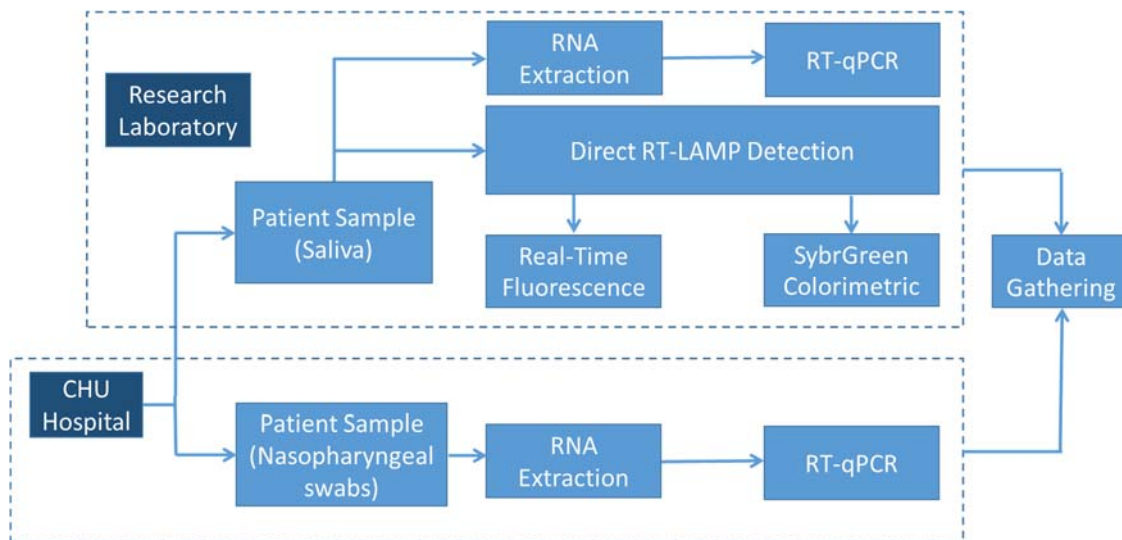 RNA
Extraction
RT-qPCR
Research
Laboratory
Direct RT-LAMP Detection
Patient Sample
(Saliva)
Real-Time
Fluorescence
SybrGreen
Colorimetric
Data
Gathering
CHU
Hospital
Patient Sample
(Nasopharyngeal
swabs)
RNA
Extraction
RT-qPCR